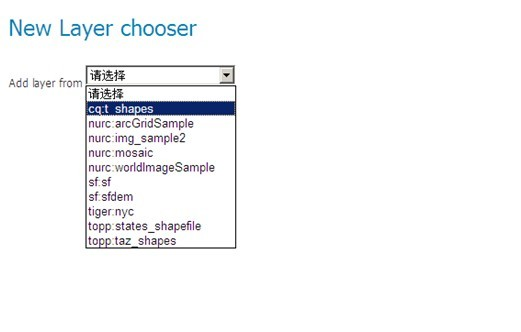 New Layer chooser
Add layer from 请选择
请选择
cq:t_shapes
nurc:arcGridSample
nurc:img_sample2
nurc:mosaic
nurc:worldImageSample
sf:sf
sf:sfdem
tiger:nyc
topp:states_shapefile
topp:taz_shapes